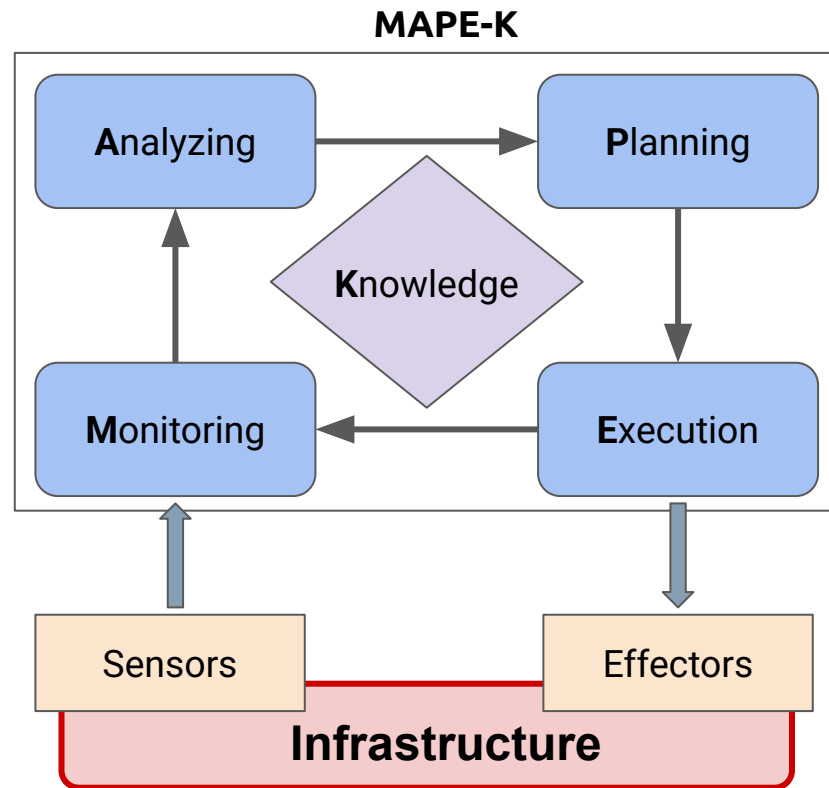 MAPE-K
Analyzing
Planning
Knowledge
Monitoring
Execution
Sensors
Effectors
Infrastructure